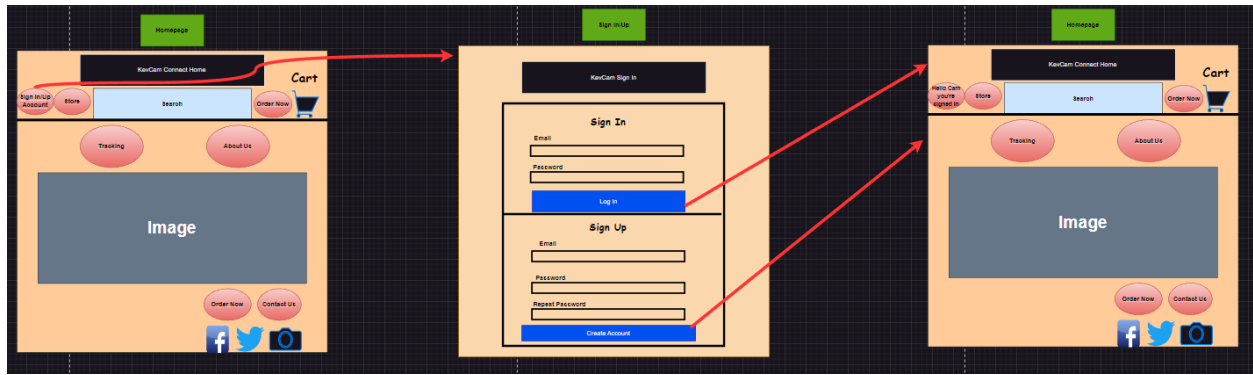 Homepage
KevCam Connect Home
Cart
Sign In/Up
Account
Store
Search
Order Now
Tracking
About Us
Image
Order Now
Contact Us
Sign In/Up
KevCam Sign In
Sign In
Email
Password
Log In
Sign Up
Email
Password
Repeat Password
Create Account
Homepage
KevCam Connect Home
Cart
Hello Cam
you're
signed in
Store
Search
Order Now
Tracking
About Us
Image
Order Now
Contact Us